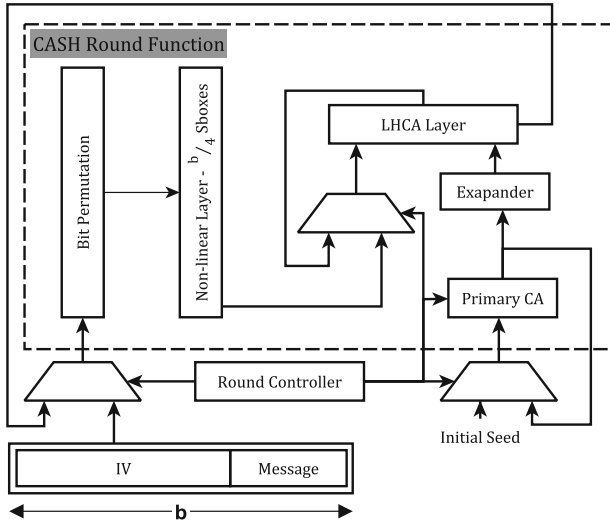 CASH Round Function
Bit Permutation
Non-linear Layer - b/4 Sboxes
LHCA Layer
Exapander
Primary CA
Round Controller
Initial Seed
IV
Message
b